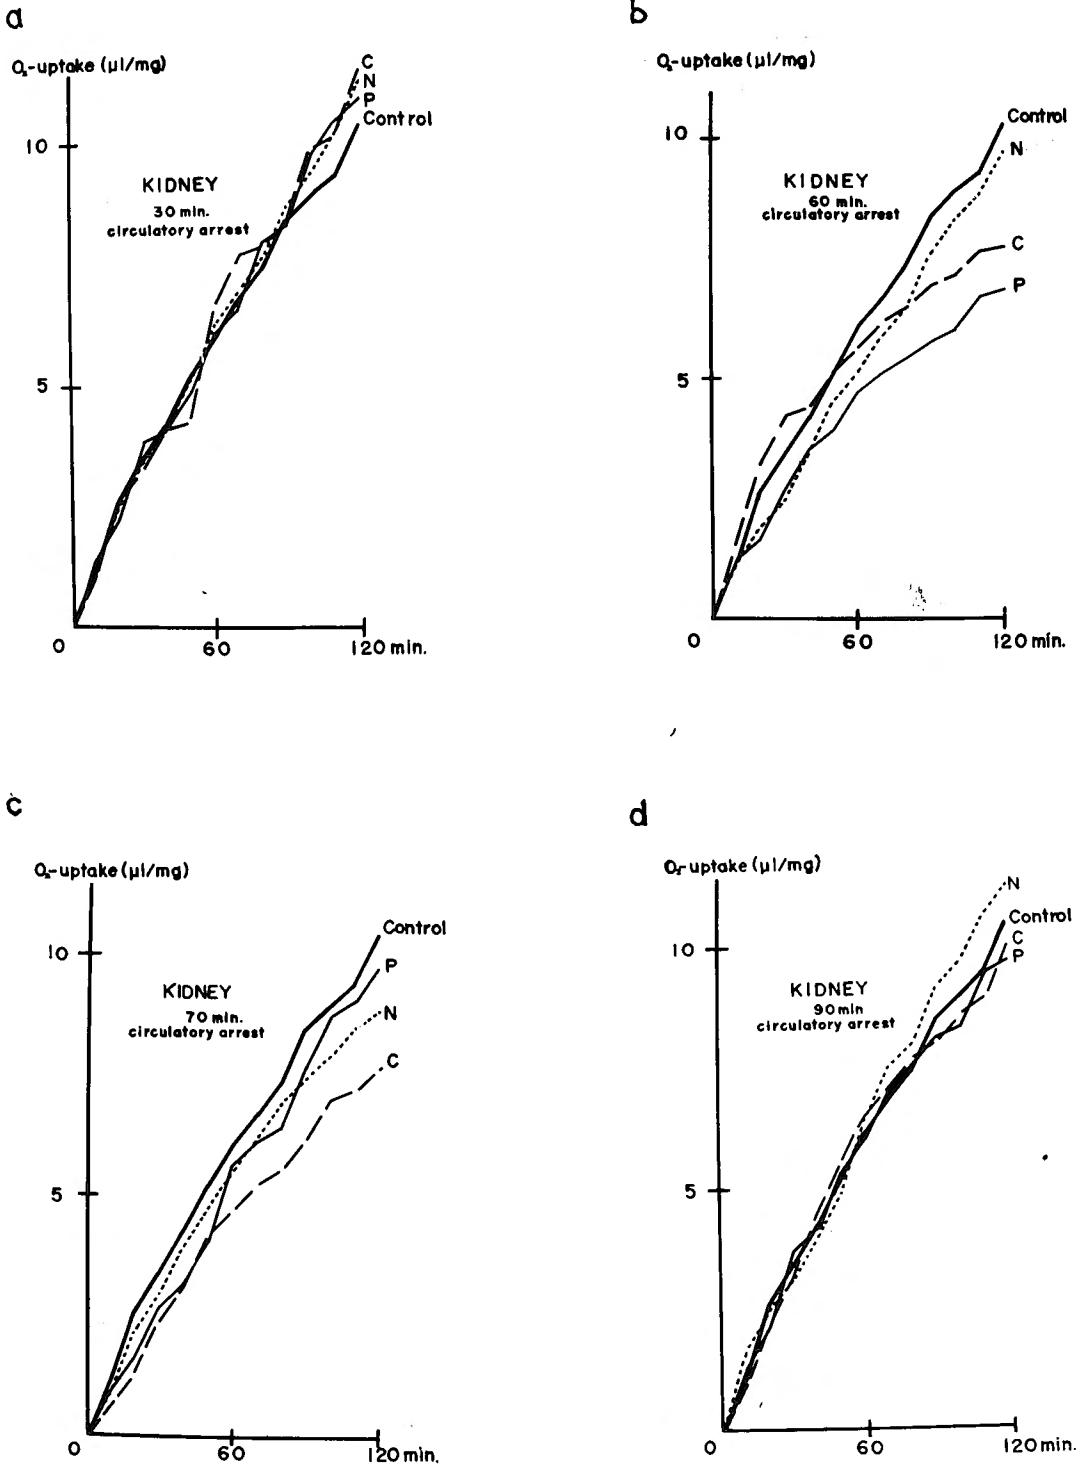 a
O₂-uptake (µl/mg)
C
N
P
Control
10
KIDNEY
30 min.
circulatory arrest
5
0
60
120 min.
b
O₂-uptake (µl/mg)
Control
10
N
KIDNEY
60 min.
circulatory arrest
C
P
5
0
60
120 min.
c
O₂-uptake (µl/mg)
Control
10
P
KIDNEY
70 min.
circulatory arrest
N
C
5
0
60
120 min.
d
O₂-uptake (µl/mg)
N
Control
C
P
10
KIDNEY
90 min
circulatory arrest
5
0
60
120 min.